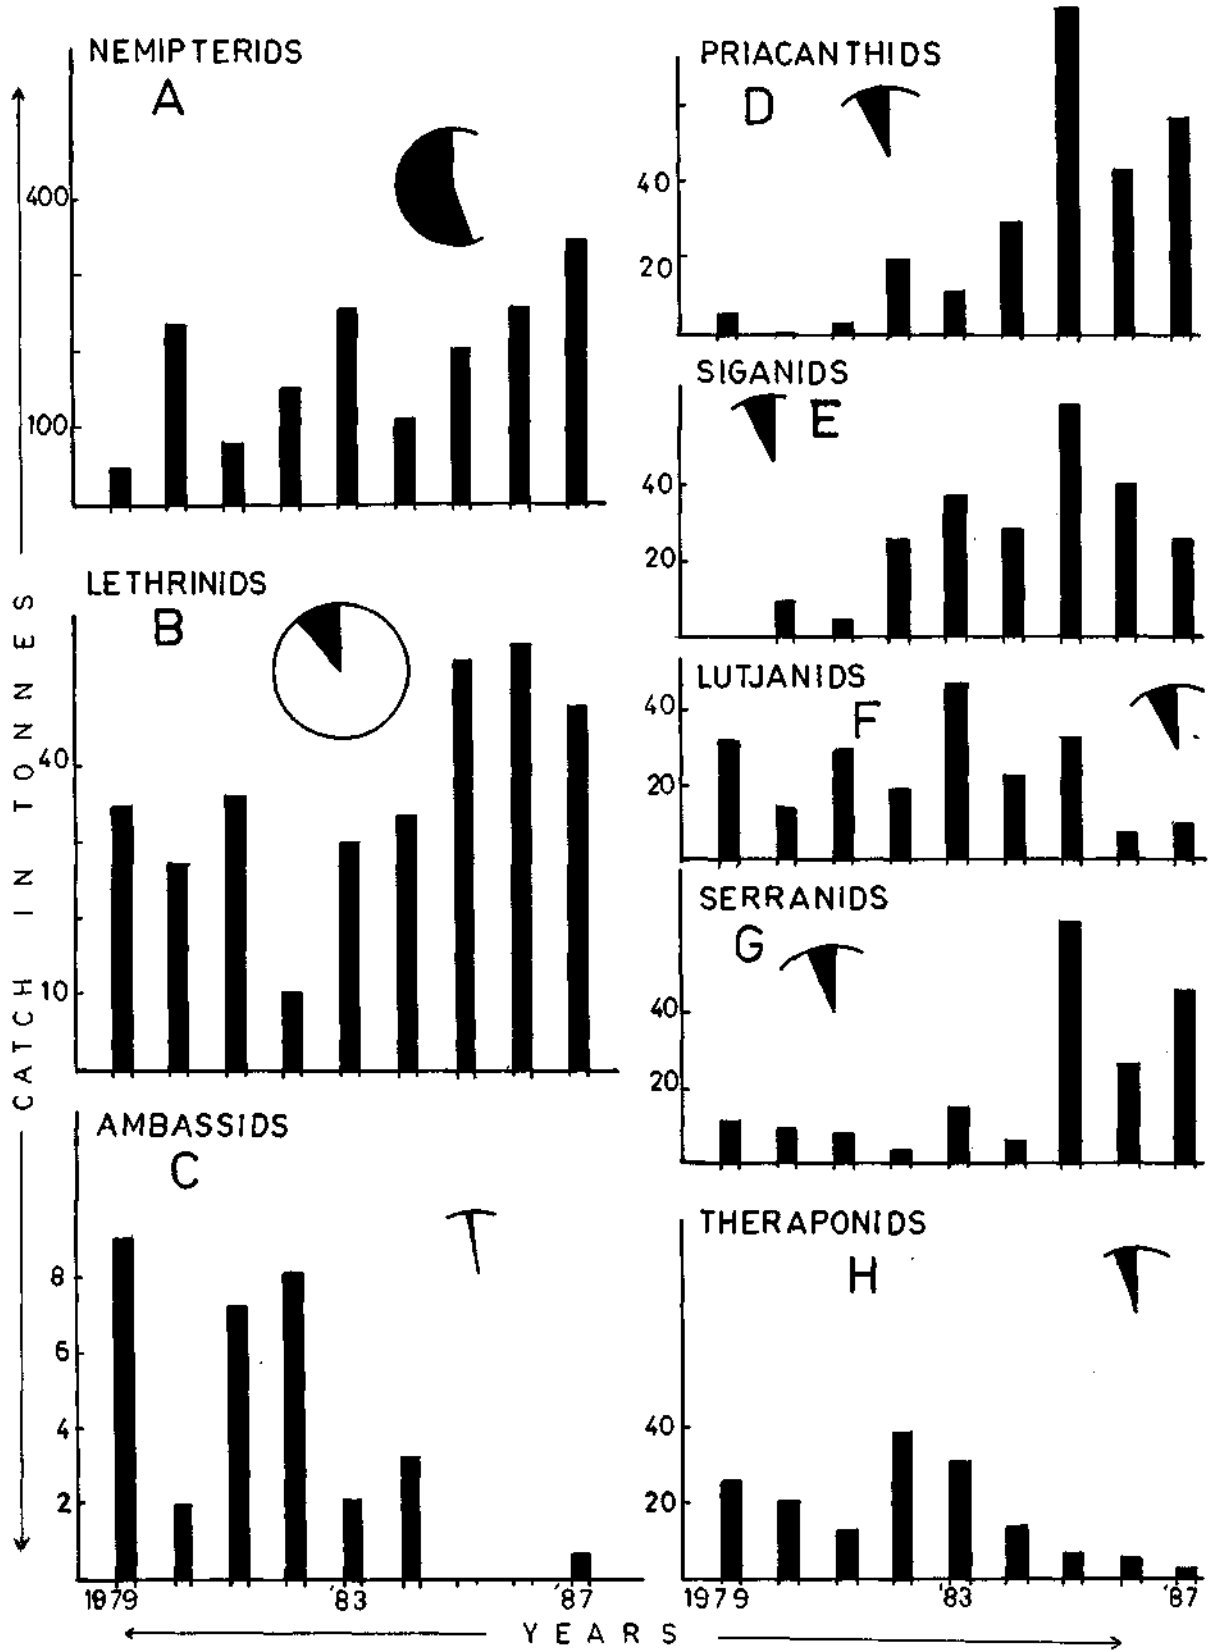 NEMIPTERIDS
A
400
100
LETHRINIDS
B
40
10
AMBASSIDS
C
8
6
4
2
1979 '83 '87
PRIACANTHIDS
D
40
20
SIGANIDS
E
40
20
LUTJANIDS
F
40
20
SERRANIDS
G
40
20
THERAPONIDS
H
40
20
1979 '83 '87
CATCH IN TONNES
YEARS